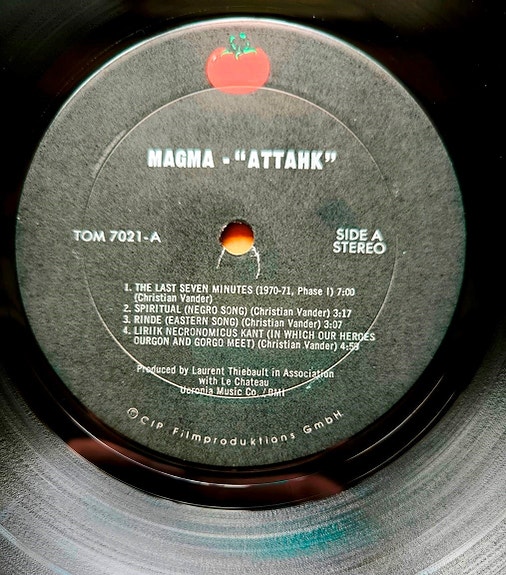 MAGMA - "ATTAHK"
TOM 7021-A
SIDE A
STEREO
1. THE LAST SEVEN MINUTES (1970-71, Phase I) 7:00
(Christian Vander)
2. SPIRITUAL (NEGRO SONG) (Christian Vander) 3:17
3. RINDE (EASTERN SONG) (Christian Vander) 3:07
4. LIRIIK NECRONOMICUS KANT (IN WHICH OUR HEROES
OURGON AND GORGO MEET) (Christian Vander) 4:59
Produced by Laurent Thiebault in Association
with Le Chateau
Ueronia Music Co. / BMI
℗ C.I.P. Filmproduktions GmbH